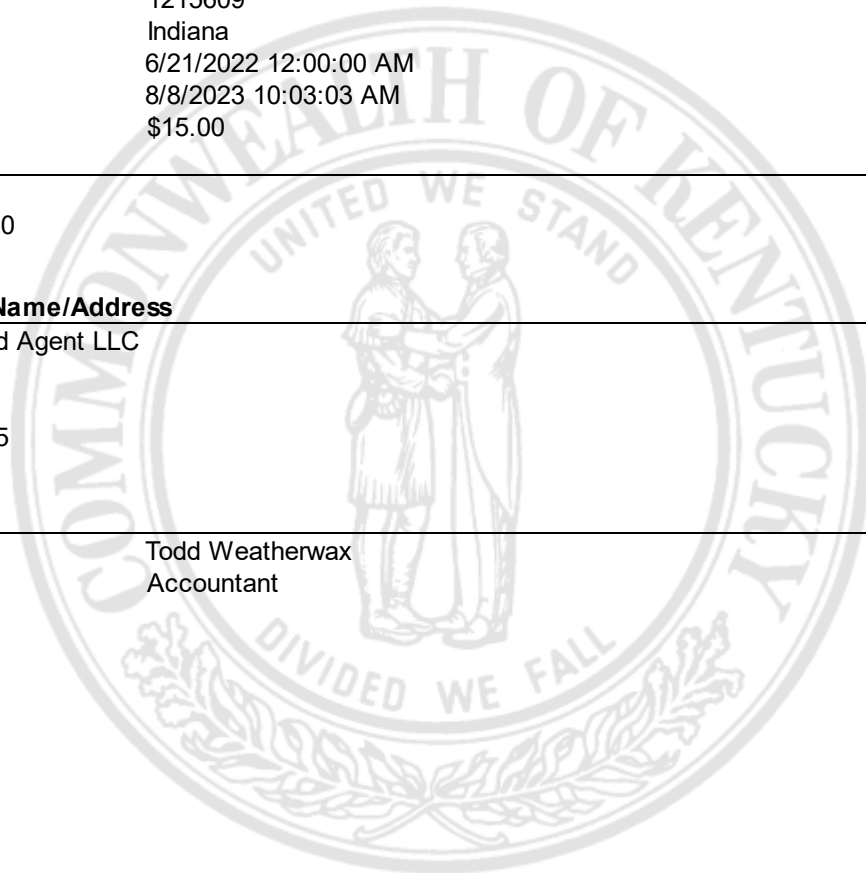 1215609
Indiana
6/21/2022 12:00:00 AM
8/8/2023 10:03:03 AM
$15.00
0
Name/Address
d Agent LLC
5
Todd Weatherwax
Accountant
COMMONWEALTH OF KENTUCKY
UNITED WE STAND
DIVIDED WE FALL